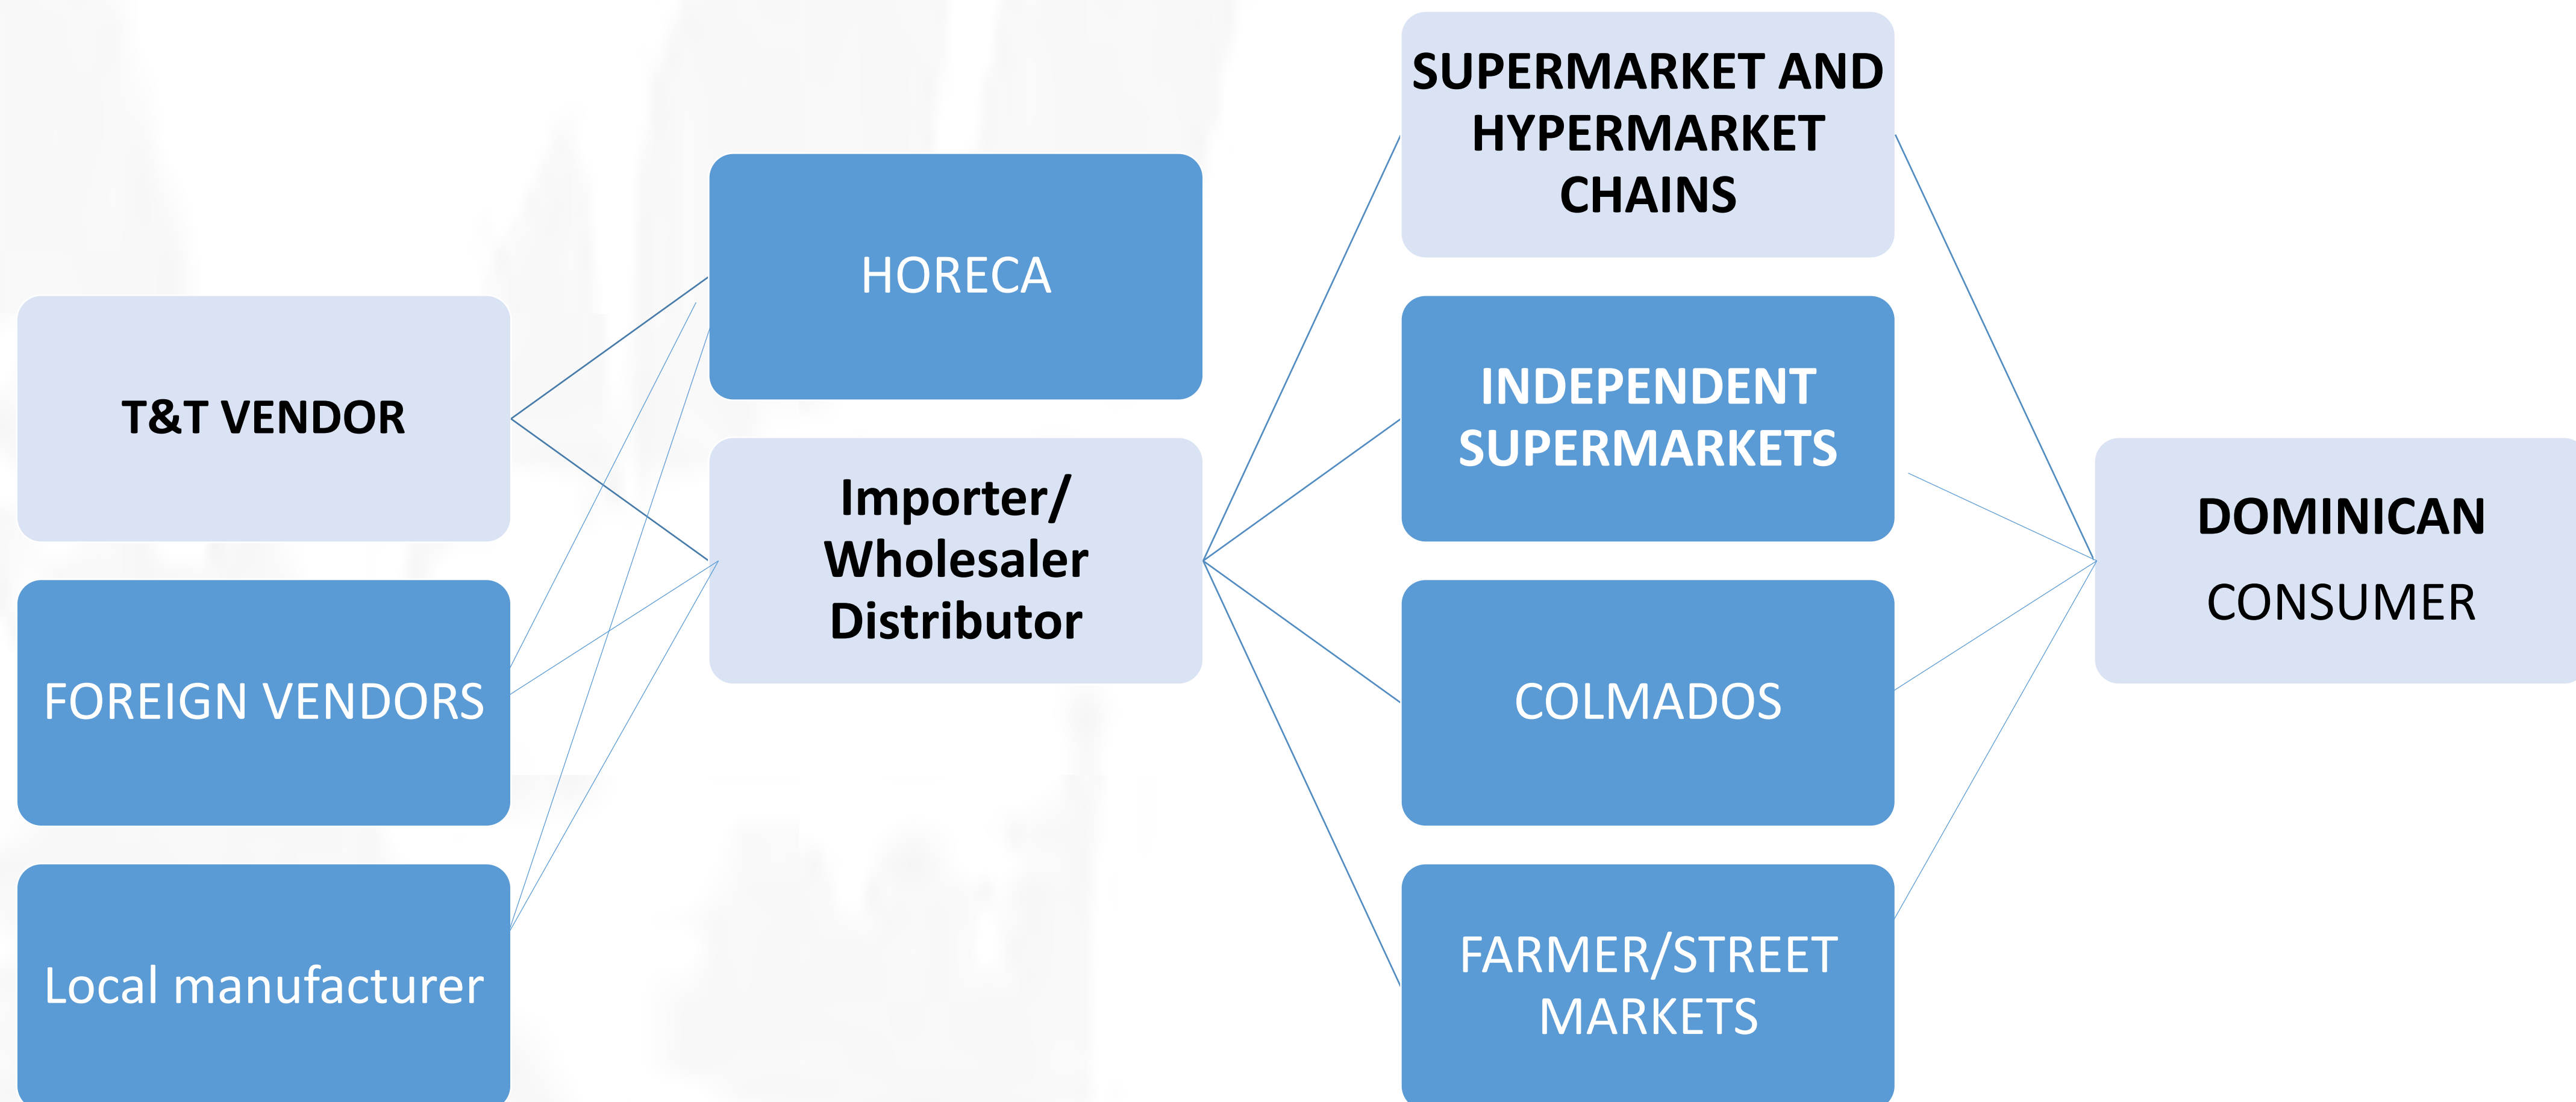 T&T VENDOR
FOREIGN VENDORS
Local manufacturer
HORECA
Importer/
Wholesaler
Distributor
SUPERMARKET AND
HYPERMARKET
CHAINS
INDEPENDENT
SUPERMARKETS
COLMADOS
FARMER/STREET
MARKETS
DOMINICAN
CONSUMER